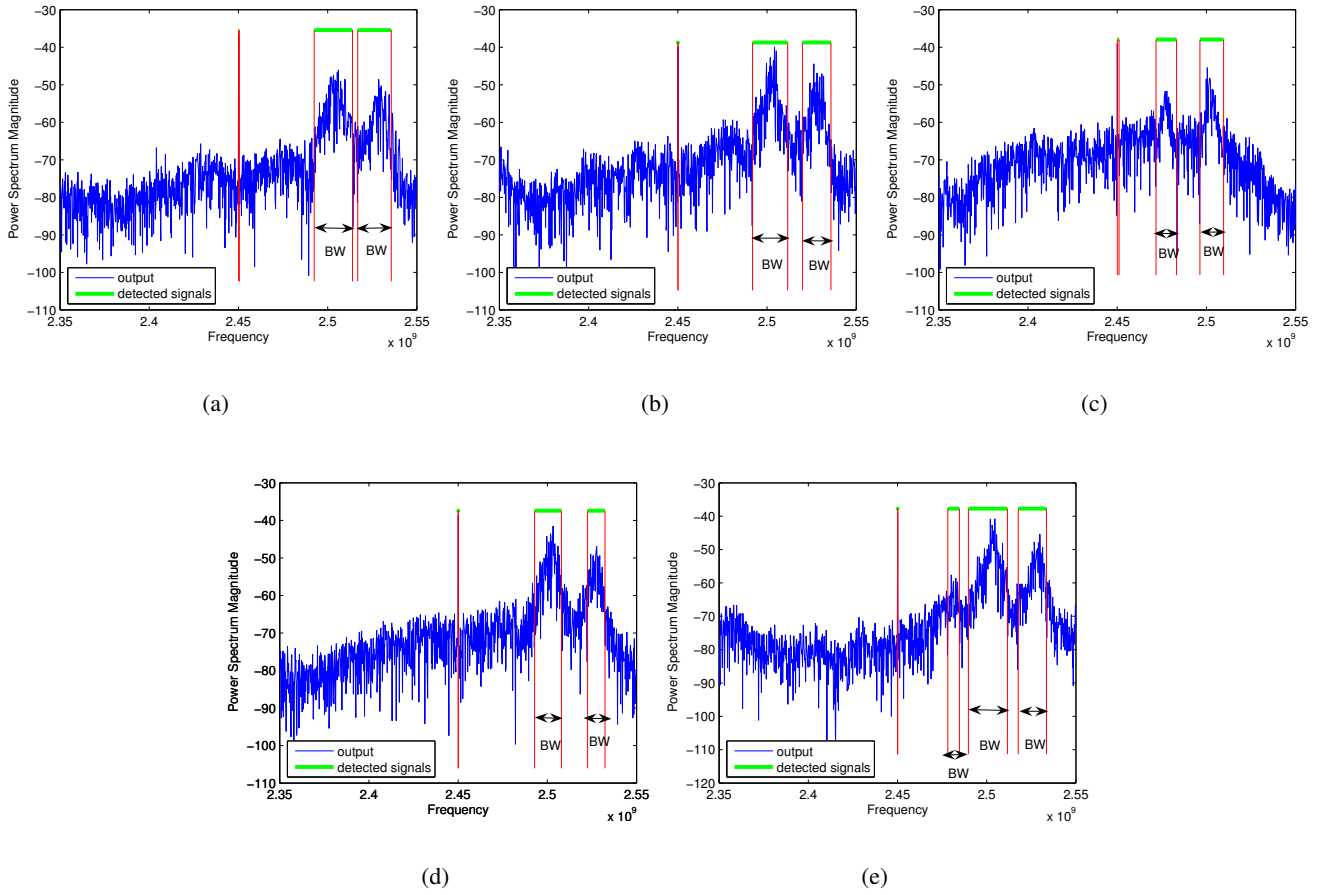 −30
−40
−50
−60
−70
−80
−90
−100
−110
Power Spectrum Magnitude
BW BW
output
detected signals
2.35 2.4 2.45 2.5 2.55
Frequency
x 10^9
(a)
−30
−40
−50
−60
−70
−80
−90
−100
−110
Power Spectrum Magnitude
BW BW
output
detected signals
2.35 2.4 2.45 2.5 2.55
Frequency
x 10^9
(b)
−30
−40
−50
−60
−70
−80
−90
−100
−110
Power Spectrum Magnitude
BW BW
output
detected signals
2.35 2.4 2.45 2.5 2.55
Frequency
x 10^9
(c)
−30
−40
−50
−60
−70
−80
−90
−100
−110
Power Spectrum Magnitude
BW BW
output
detected signals
2.35 2.4 2.45 2.5 2.55
Frequency
x 10^9
(d)
−30
−40
−50
−60
−70
−80
−90
−100
−110
−120
Power Spectrum Magnitude
BW BW
BW
output
detected signals
2.35 2.4 2.45 2.5 2.55
Frequency
x 10^9
(e)